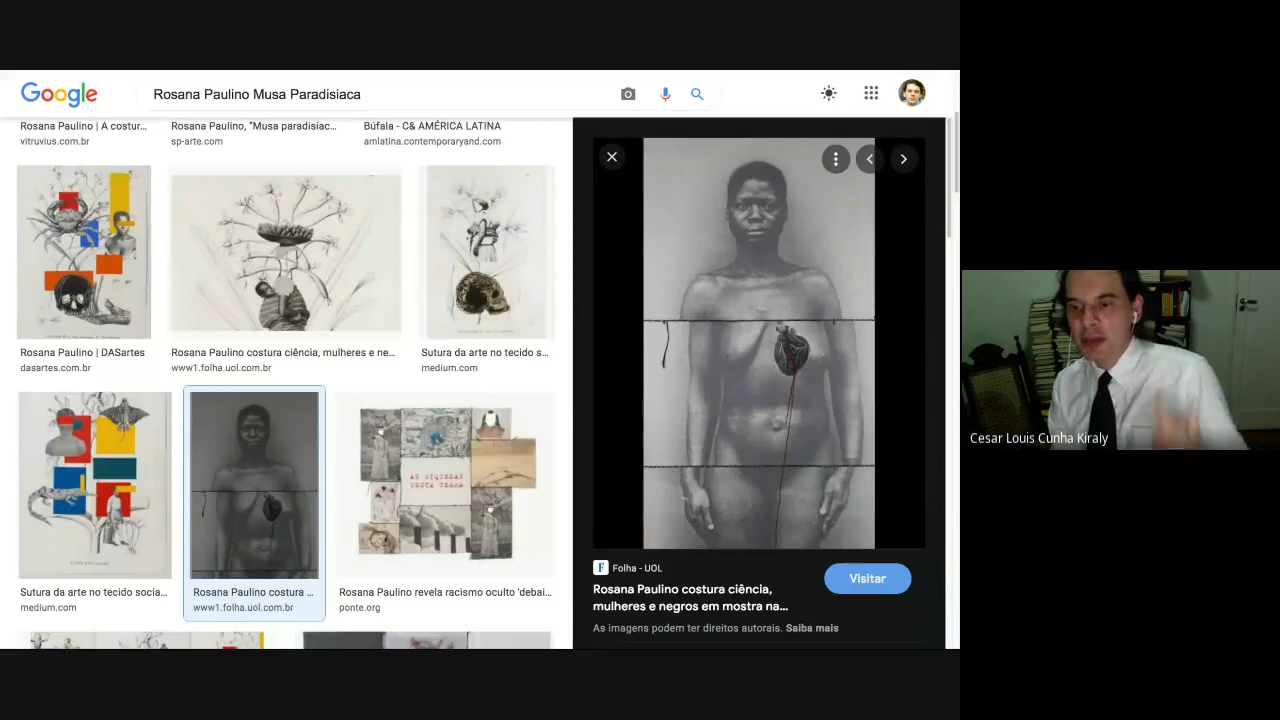 Google
Rosana Paulino Musa Paradisiaca
Rosana Paulino | A costur...
vitruvius.com.br
Rosana Paulino, “Musa paradisíac...
sp-arte.com
Búfala - C& AMÉRICA LATINA
amlatina.contemporaryand.com
Rosana Paulino | DASartes
dasartes.com.br
Rosana Paulino costura ciência, mulheres e ne...
www1.folha.uol.com.br
Sutura da arte no tecido s...
medium.com
AS RIQUEZAS
DESTA TERRA
Sutura da arte no tecido socia...
medium.com
Rosana Paulino costura ...
www1.folha.uol.com.br
Rosana Paulino revela racismo oculto 'debai...
ponte.org
F Folha - UOL
Rosana Paulino costura ciência,
mulheres e negros em mostra na...
Visitar
As imagens podem ter direitos autorais. Saiba mais
Cesar Louis Cunha Kiraly